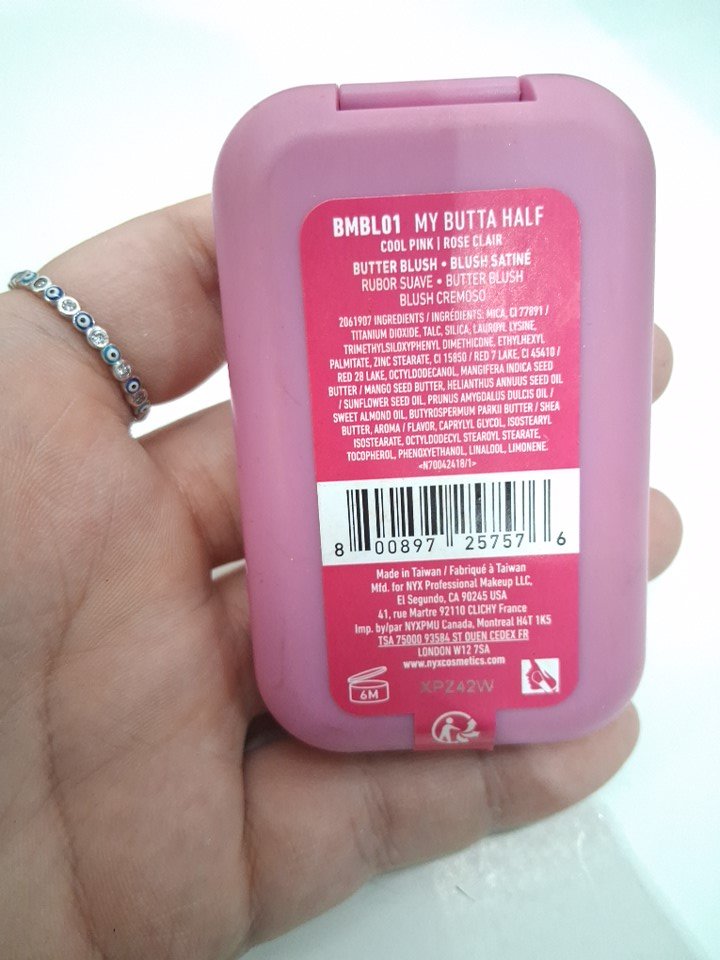 BMBL01 MY BUTTA HALF
COOL PINK | ROSE CLAIR
BUTTER BLUSH • BLUSH SATINÉ
RUBOR SUAVE • BUTTER BLUSH
BLUSH CREMOSO
2061907 INGREDIENTS / INGRÉDIENTS: MICA, CI 77891 /
TITANIUM DIOXIDE, TALC, SILICA, LAUROYL LYSINE,
TRIMETHYLSILOXYPHENYL DIMETHICONE, ETHYLHEXYL
PALMITATE, ZINC STEARATE, CI 15850 / RED 7 LAKE, CI 45410 /
RED 28 LAKE, OCTYLDODECANOL, MANGIFERA INDICA SEED
BUTTER / MANGO SEED BUTTER, HELIANTHUS ANNUUS SEED OIL
/ SUNFLOWER SEED OIL, PRUNUS AMYGDALUS DULCIS OIL /
SWEET ALMOND OIL, BUTYROSPERMUM PARKII BUTTER / SHEA
BUTTER, AROMA / FLAVOR, CAPRYLYL GLYCOL, ISOSTEARYL
ISOSTEARATE, OCTYLDODECYL STEAROYL STEARATE,
TOCOPHEROL, PHENOXYETHANOL, LINALOOL, LIMONENE.
<N70042418/1>
8 00897 25757 6
Made in Taiwan / Fabriqué à Taiwan
Mfd. for NYX Professional Makeup LLC,
El Segundo, CA 90245 USA
41, rue Martre 92110 CLICHY France
Imp. by/par NYXPMU Canada, Montreal H4T 1K5
TSA 75000 93584 ST OUEN CEDEX FR
LONDON W12 7SA
www.nyxcosmetics.com
6M
XPZ42W